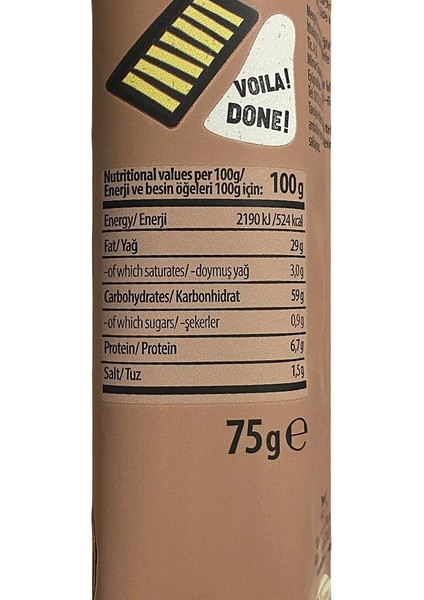 VOILA!
DONE!
Nutritional values per 100g/
Enerji ve besin öğeleri 100g için: 100g
Energy/ Enerji 2190 kJ /524 kcal
Fat/ Yağ 29g
-of which saturates/ -doymuş yağ 3,0g
Carbohydrates/ Karbonhidrat 59g
-of which sugars/ -şekerler 0,9g
Protein/ Protein 6,7g
Salt/ Tuz 1,5g
75g e